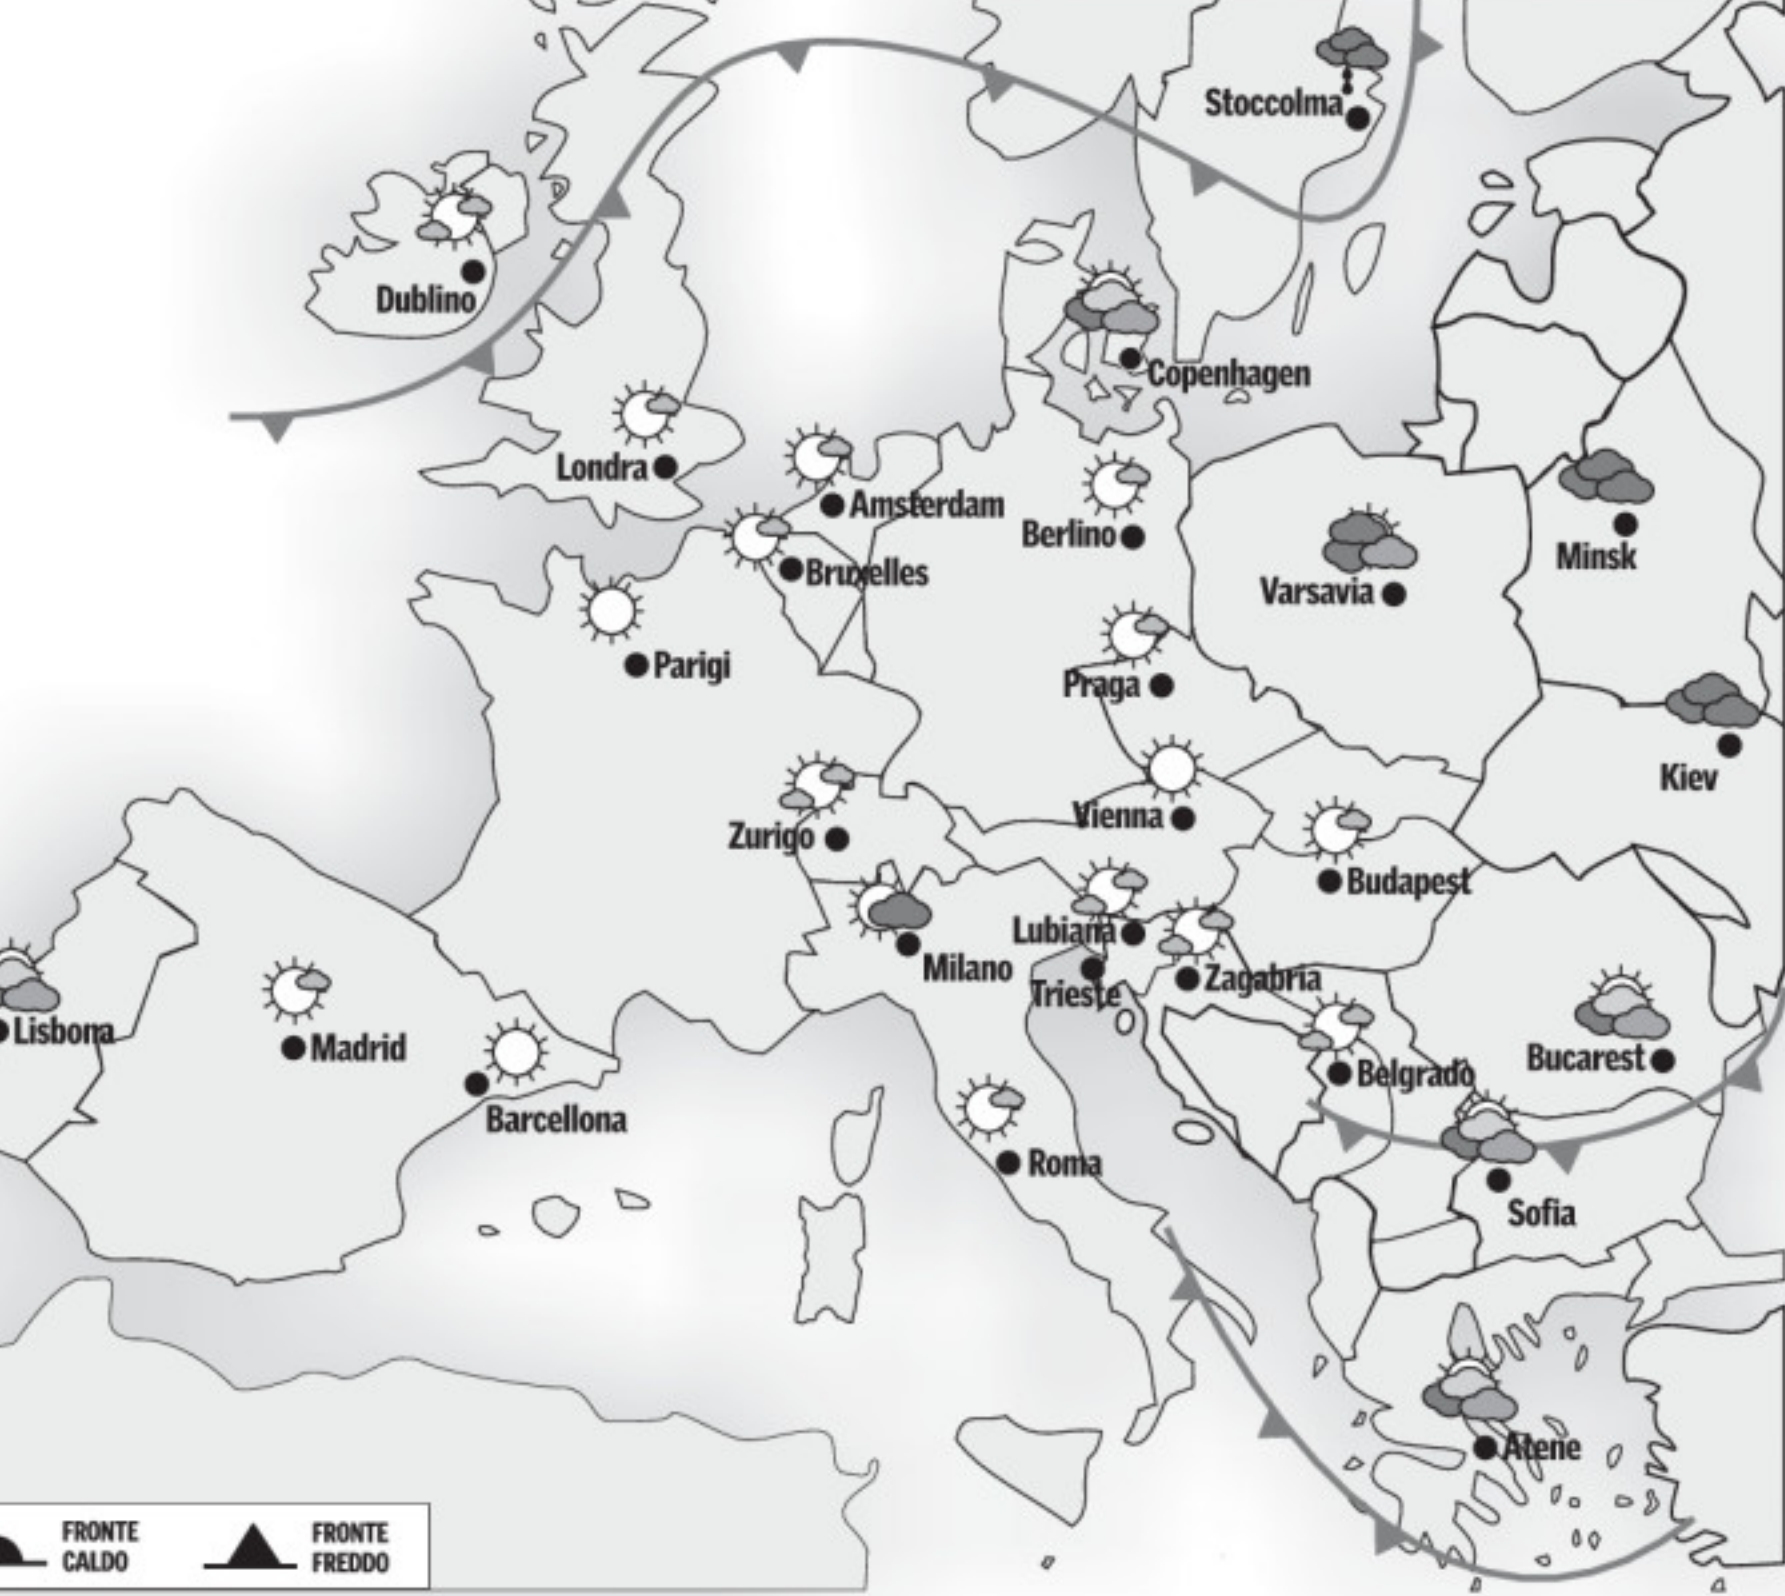 Stoccolma
Dublino
Copenhagen
Londra
Amsterdam
Berlino
Minsk
Bruxelles
Varsavia
Parigi
Praga
Kiev
Vienna
Zurigo
Budapest
Lubiana
Milano
Trieste
Zagabria
Lisbona
Madrid
Belgrado
Bucarest
Barcellona
Roma
Sofia
Atene
FRONTE
CALDO
FRONTE
FREDDO